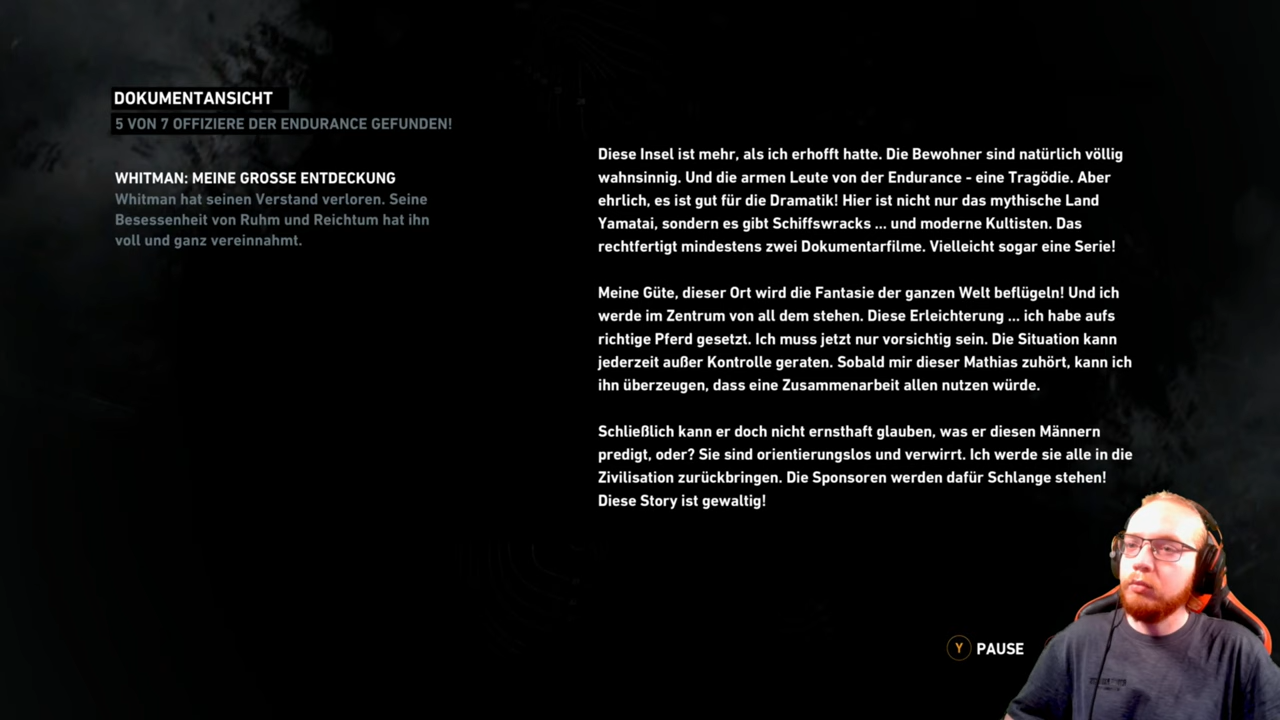 DOKUMENTANSICHT
5 VON 7 OFFIZIERE DER ENDURANCE GEFUNDEN!
WHITMAN: MEINE GROSSE ENTDECKUNG
Whitman hat seinen Verstand verloren. Seine
Besessenheit von Ruhm und Reichtum hat ihn
voll und ganz vereinnahmt.
Diese Insel ist mehr, als ich erhofft hatte. Die Bewohner sind natürlich völlig
wahnsinnig. Und die armen Leute von der Endurance - eine Tragödie. Aber
ehrlich, es ist gut für die Dramatik! Hier ist nicht nur das mythische Land
Yamatai, sondern es gibt Schiffswracks ... und moderne Kultisten. Das
rechtfertigt mindestens zwei Dokumentarfilme. Vielleicht sogar eine Serie!
Meine Güte, dieser Ort wird die Fantasie der ganzen Welt beflügeln! Und ich
werde im Zentrum von all dem stehen. Diese Erleichterung ... ich habe aufs
richtige Pferd gesetzt. Ich muss jetzt nur vorsichtig sein. Die Situation kann
jederzeit außer Kontrolle geraten. Sobald mir dieser Mathias zuhört, kann ich
ihn überzeugen, dass eine Zusammenarbeit allen nutzen würde.
Schließlich kann er doch nicht ernsthaft glauben, was er diesen Männern
predigt, oder? Sie sind orientierungslos und verwirrt. Ich werde sie alle in die
Zivilisation zurückbringen. Die Sponsoren werden dafür Schlange stehen!
Diese Story ist gewaltig!
Y PAUSE